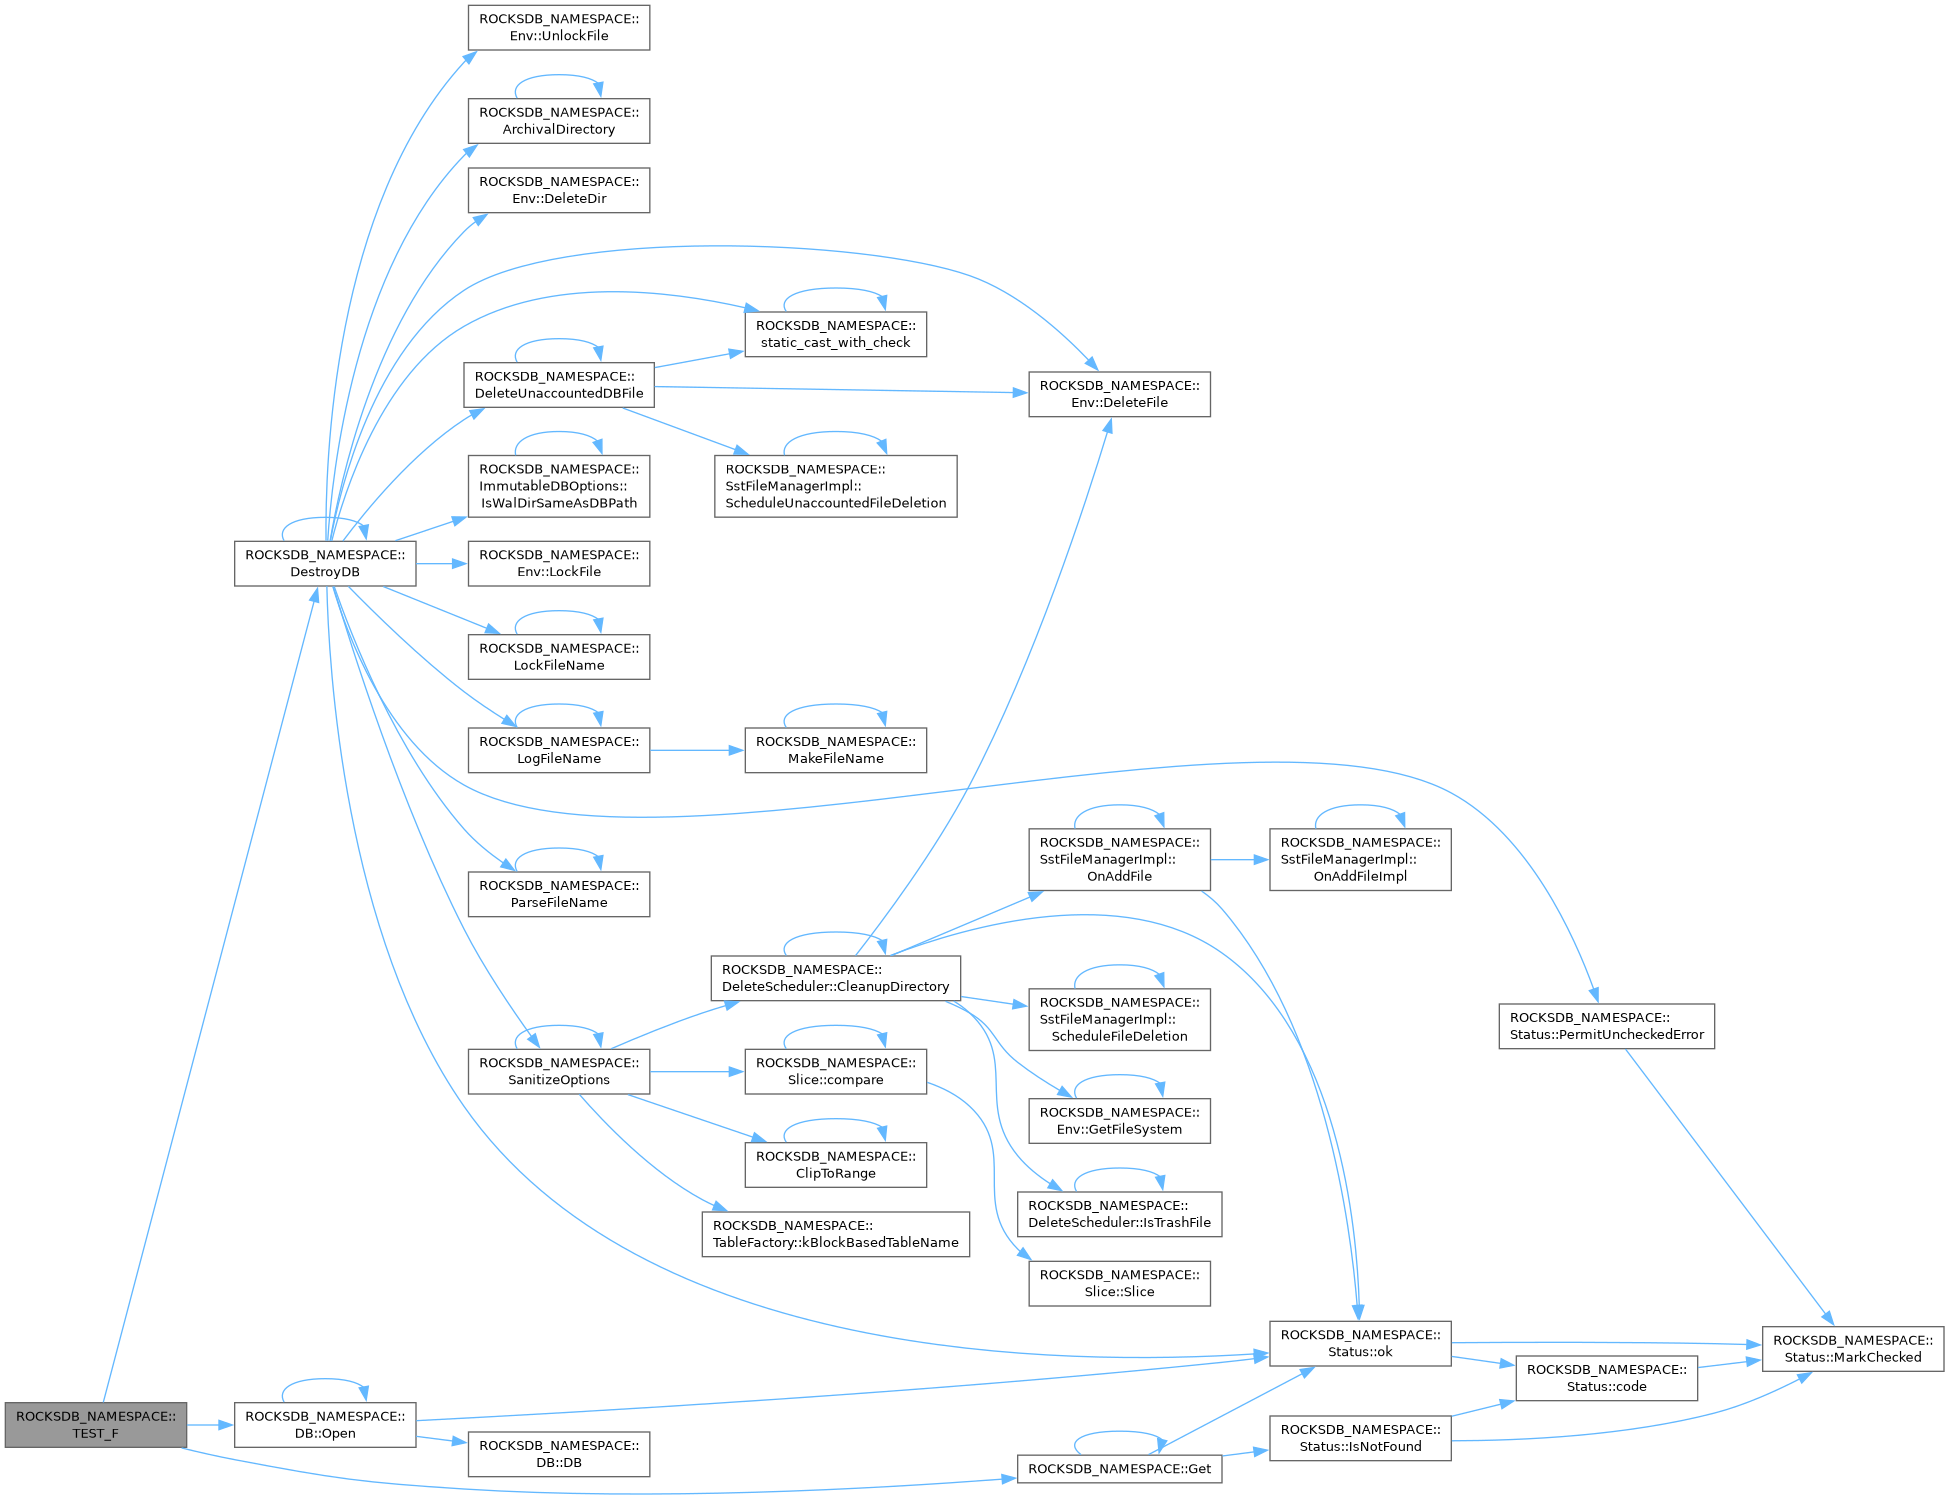 ROCKSDB_NAMESPACE::
Env::UnlockFile
ROCKSDB_NAMESPACE::
ArchivalDirectory
ROCKSDB_NAMESPACE::
Env::DeleteDir
ROCKSDB_NAMESPACE::
static_cast_with_check
ROCKSDB_NAMESPACE::
DeleteUnaccountedDBFile
ROCKSDB_NAMESPACE::
Env::DeleteFile
ROCKSDB_NAMESPACE::
ImmutableDBOptions::
IsWalDirSameAsDBPath
ROCKSDB_NAMESPACE::
SstFileManagerImpl::
ScheduleUnaccountedFileDeletion
ROCKSDB_NAMESPACE::
DestroyDB
ROCKSDB_NAMESPACE::
Env::LockFile
ROCKSDB_NAMESPACE::
LockFileName
ROCKSDB_NAMESPACE::
LogFileName
ROCKSDB_NAMESPACE::
MakeFileName
ROCKSDB_NAMESPACE::
SstFileManagerImpl::
OnAddFile
ROCKSDB_NAMESPACE::
SstFileManagerImpl::
OnAddFileImpl
ROCKSDB_NAMESPACE::
ParseFileName
ROCKSDB_NAMESPACE::
DeleteScheduler::CleanupDirectory
ROCKSDB_NAMESPACE::
SstFileManagerImpl::
ScheduleFileDeletion
ROCKSDB_NAMESPACE::
Status::PermitUncheckedError
ROCKSDB_NAMESPACE::
SanitizeOptions
ROCKSDB_NAMESPACE::
Slice::compare
ROCKSDB_NAMESPACE::
Env::GetFileSystem
ROCKSDB_NAMESPACE::
ClipToRange
ROCKSDB_NAMESPACE::
DeleteScheduler::IsTrashFile
ROCKSDB_NAMESPACE::
TableFactory::kBlockBasedTableName
ROCKSDB_NAMESPACE::
Slice::Slice
ROCKSDB_NAMESPACE::
Status::ok
ROCKSDB_NAMESPACE::
Status::MarkChecked
ROCKSDB_NAMESPACE::
Status::code
ROCKSDB_NAMESPACE::
TEST_F
ROCKSDB_NAMESPACE::
DB::Open
ROCKSDB_NAMESPACE::
Status::IsNotFound
ROCKSDB_NAMESPACE::
DB::DB
ROCKSDB_NAMESPACE::Get